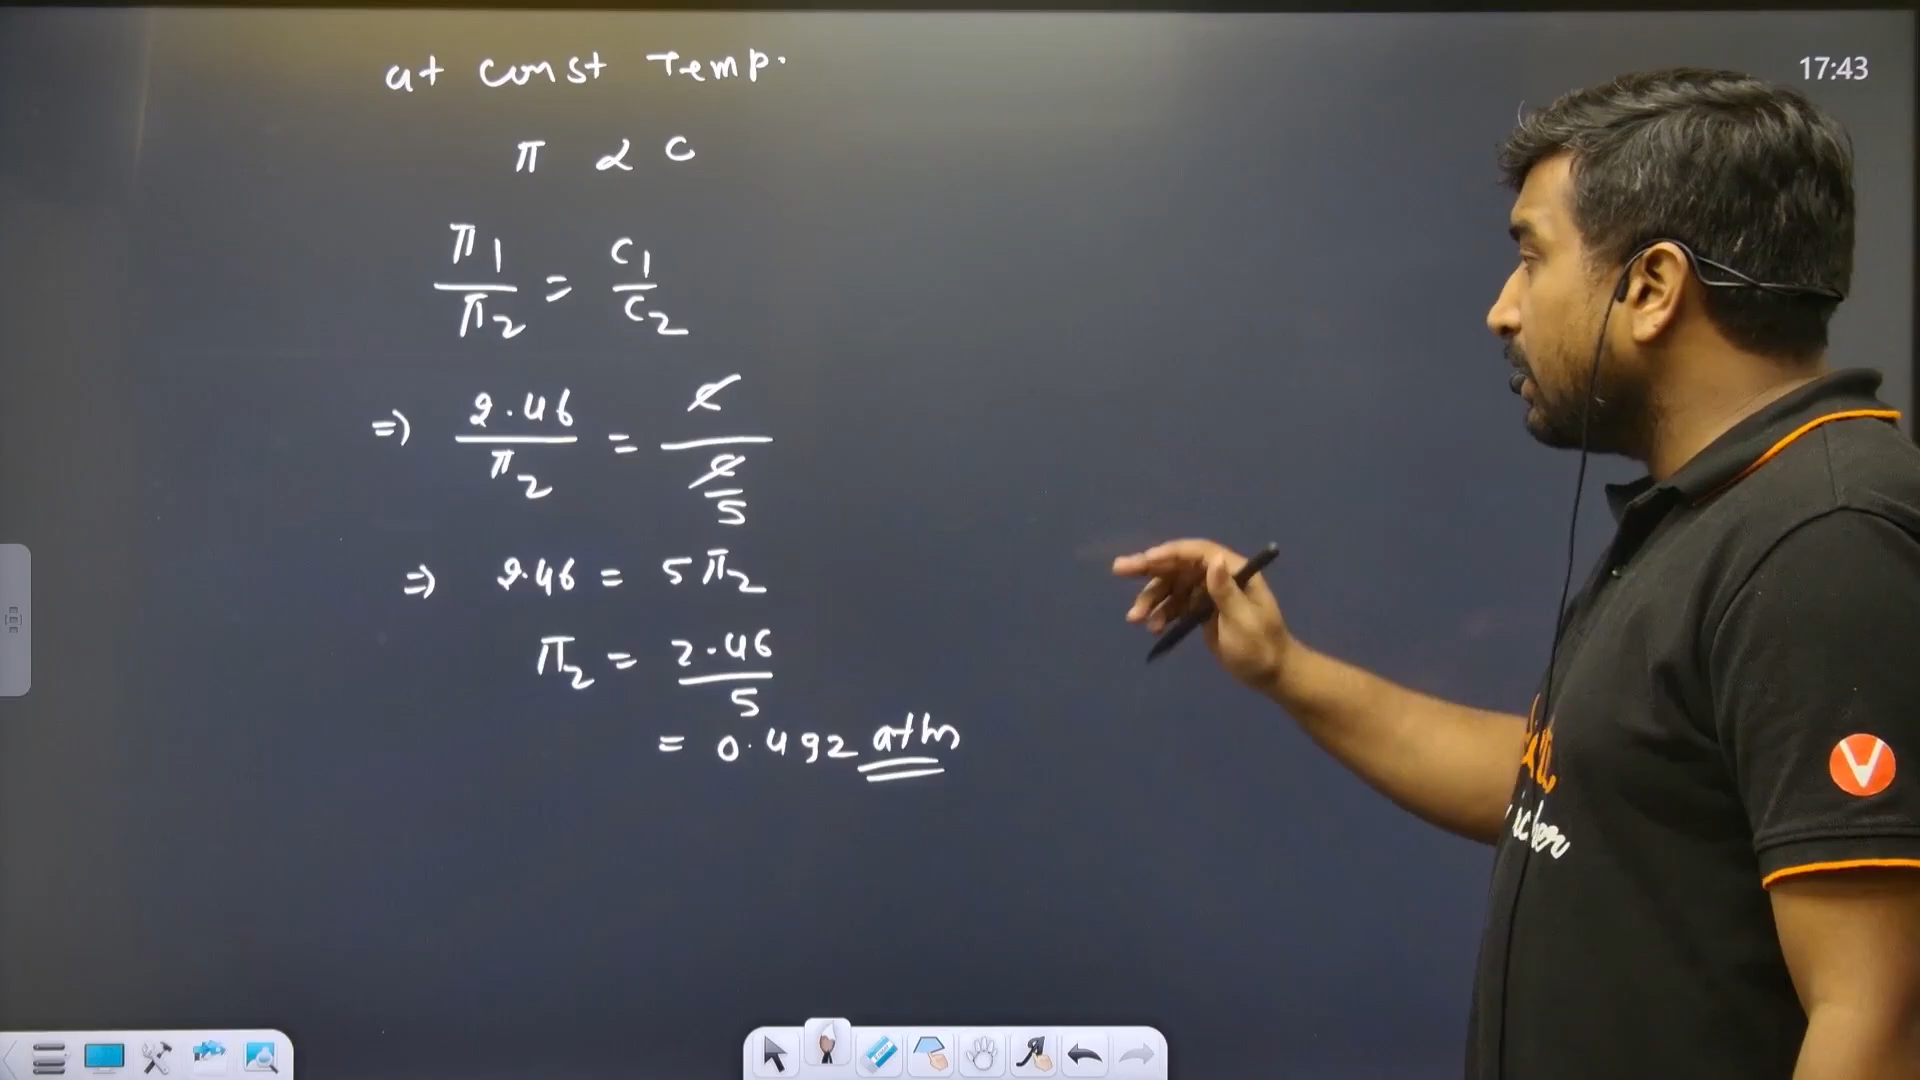 at const Temp.
17:43
π α c
π1/π2 = c1/c2
⇒ 2.46/π2 = c/(c/5)
⇒ 2.46 = 5π2
π2 = 2.46/5
= 0.492 atm
V